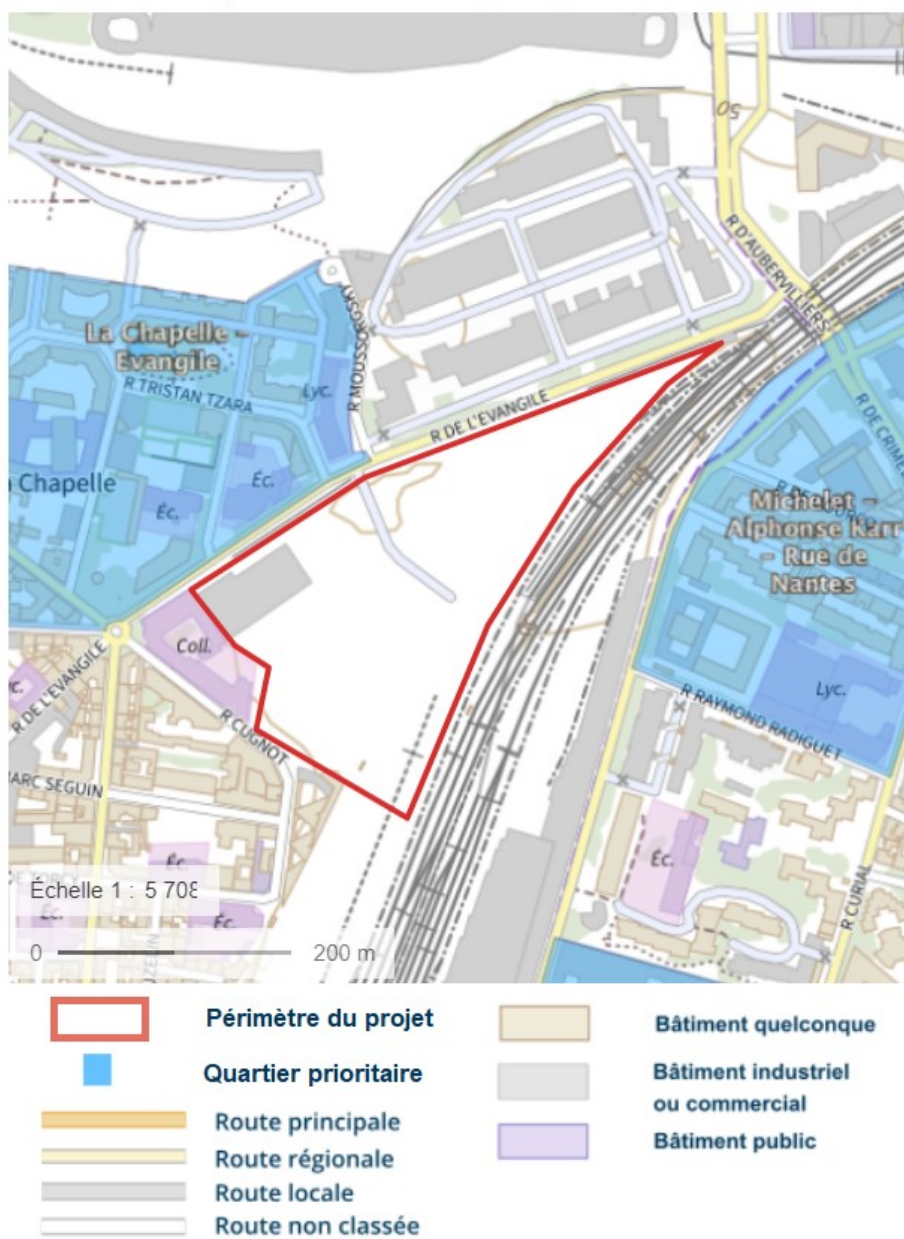 50
R D'AUBERVILLIERS
La Chapelle –
Evangile
R TRISTAN TZARA
Lyc.
R DE L'EVANGILE
R DE CRIMÉE
Chapelle
Éc.
Éc.
Michelet –
Alphonse Karr
– Rue de
Nantes
Coll.
R DE L'EVANGILE
R CUGNOT
Lyc.
R RAYMOND RADIGUET
MARC SEGUIN
Éc.
Éc.
R CURIAL
Échelle 1 : 5 708
Éc.
Éc.
0 200 m
Périmètre du projet
Quartier prioritaire
Route principale
Route régionale
Route locale
Route non classée
Bâtiment quelconque
Bâtiment industriel
ou commercial
Bâtiment public